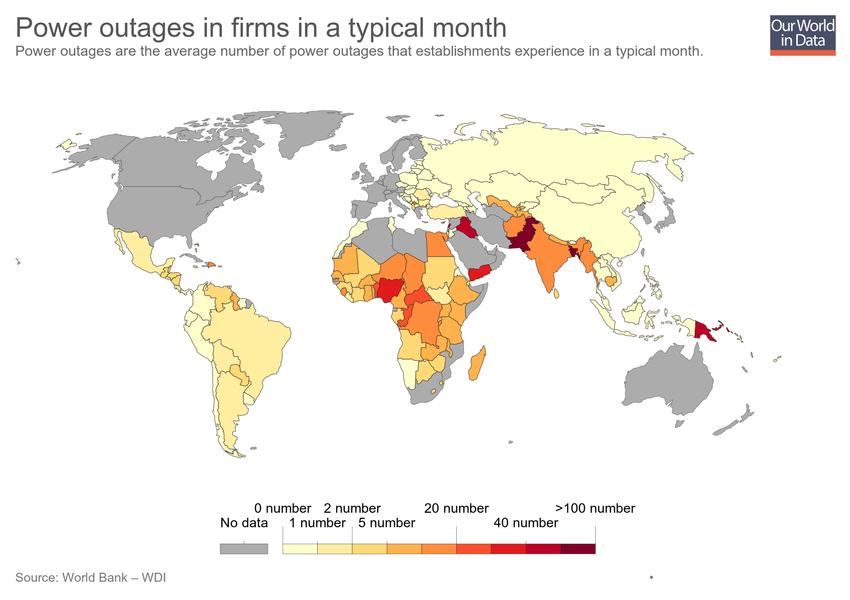 Power outages in firms in a typical month
Power outages are the average number of power outages that establishments experience in a typical month.
Our World
in Data
0 number 2 number 20 number >100 number
No data 1 number 5 number 40 number
Source: World Bank – WDI